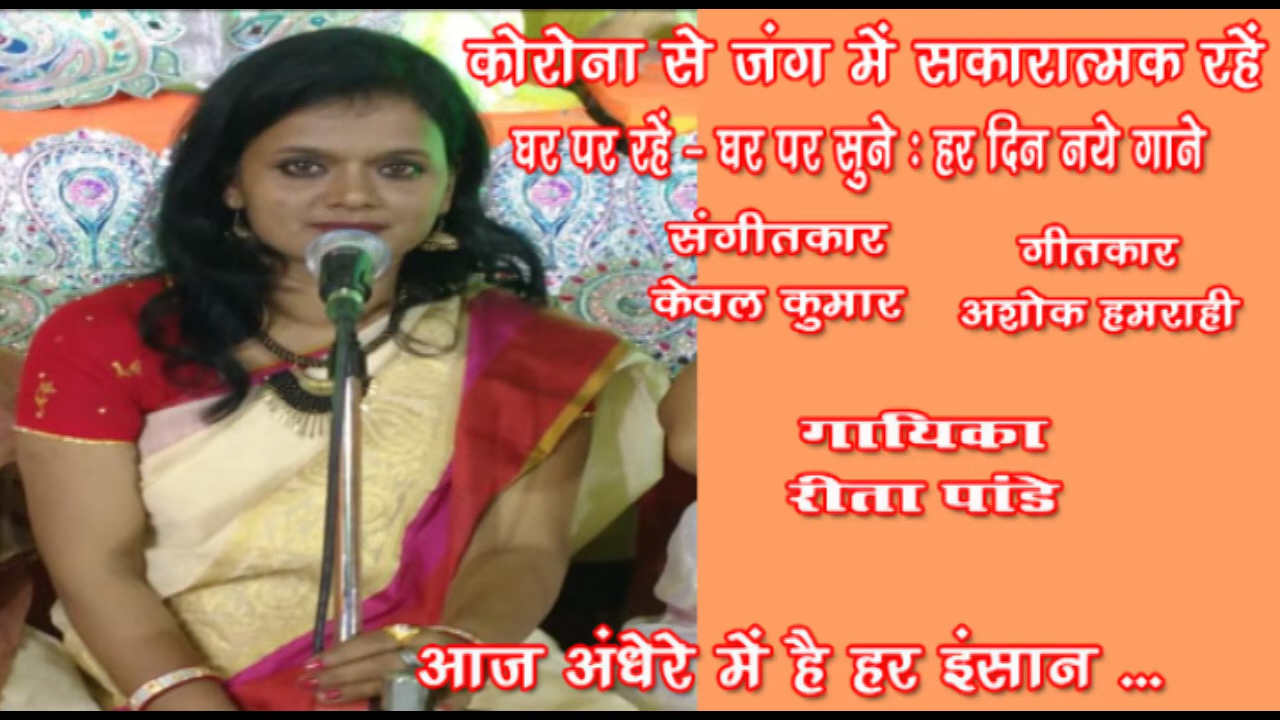 कोरोना से जंग में सकारात्मक रहें
घर पर रहें - घर पर सुने : हर दिन नये गाने
संगीतकार
केवल कुमार
गीतकार
अशोक हमराही
गायिका
रीता पांडे
आज अंधेरे में है हर इंसान ...